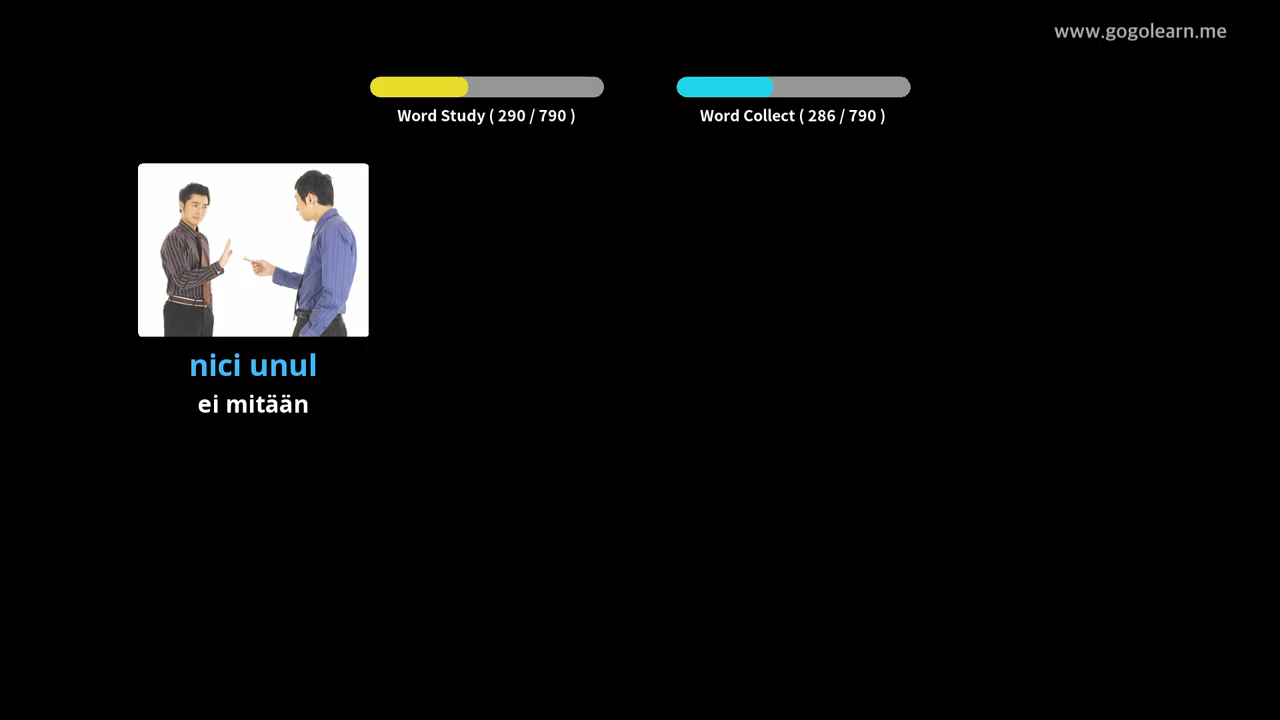 www.gogolearn.me
Word Study ( 290 / 790 )
Word Collect ( 286 / 790 )
nici unul
ei mitään